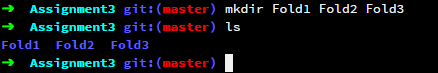 ➜ Assignment3 git:(master) mkdir Fold1 Fold2 Fold3
➜ Assignment3 git:(master) ls
Fold1 Fold2 Fold3
➜ Assignment3 git:(master)